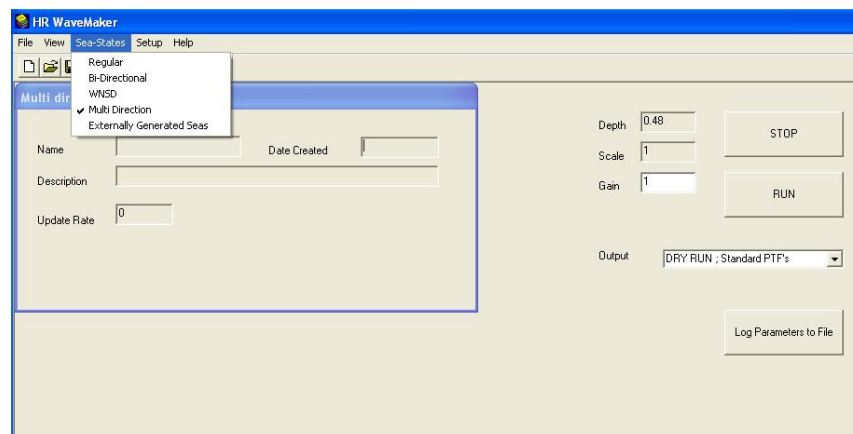 HR WaveMaker
File View Sea-States Setup Help
Regular
Bi-Directional
WNSD
Multi Direction
Externally Generated Seas
Multi dir
Name
Date Created
Description
Update Rate 0
Depth 0.48
Scale 1
Gain 1
STOP
RUN
Output DRY RUN ; Standard PTF's
Log Parameters to File